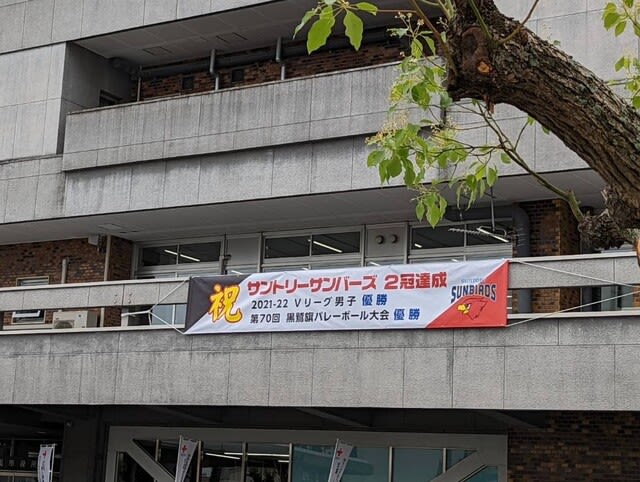 祝
サントリーサンバーズ 2冠達成
2021-22 Vリーグ男子 優勝
第70回 黒鷲旗バレーボール大会 優勝
SUNTORY
SUNBIRDS